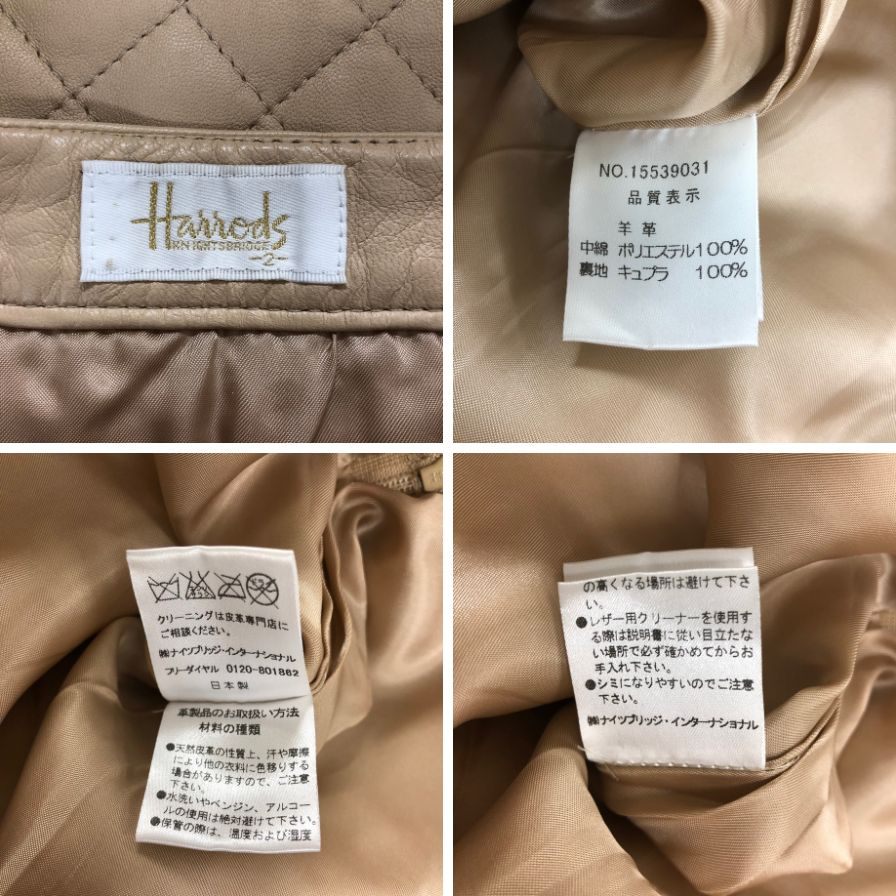 Harrods
KNIGHTSBRIDGE
-2-
NO.15539031
品質表示
羊革
中綿 ポリエステル100%
裏地 キュプラ 100%
クリーニングは皮革専門店に
ご相談ください。
㈱ナイツブリッジ・インターナショナル
フリーダイヤル 0120-801862
日本製
革製品のお取扱い方法
材料の種類
●天然皮革の性質上、汗や摩擦
により他の衣料に色移りする
場合がありますので、ご注意
下さい。
●水洗いやベンジン、アルコー
ルの使用は絶対避けて下さい。
●保管の際は、温度および湿度
の高くなる場所は避けて下さ
い。
●レザー用クリーナーを使用す
る際は説明書に従い目立たな
い場所で必ず確かめてからお
手入れ下さい。
●シミになりやすいのでご注意
下さい。
㈱ナイツブリッジ・インターナショナル